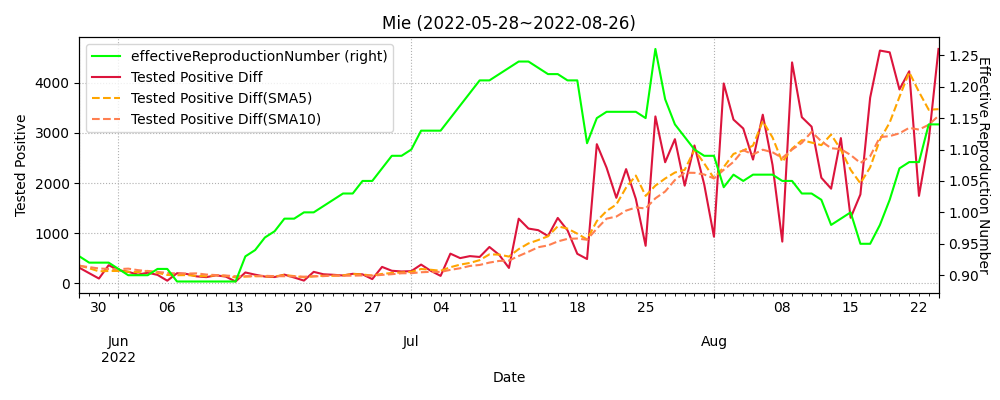 Mie (2022-05-28~2022-08-26)
effectiveReproductionNumber (right)
Tested Positive Diff
Tested Positive Diff(SMA5)
Tested Positive Diff(SMA10)
Tested Positive
4000
3000
2000
1000
0
1.25
1.20
1.15
1.10
1.05
1.00
0.95
0.90
Effective Reproduction Number
30 06 13 20 27 04 11 18 25 08 15 22
Jun Jul Aug
2022
Date